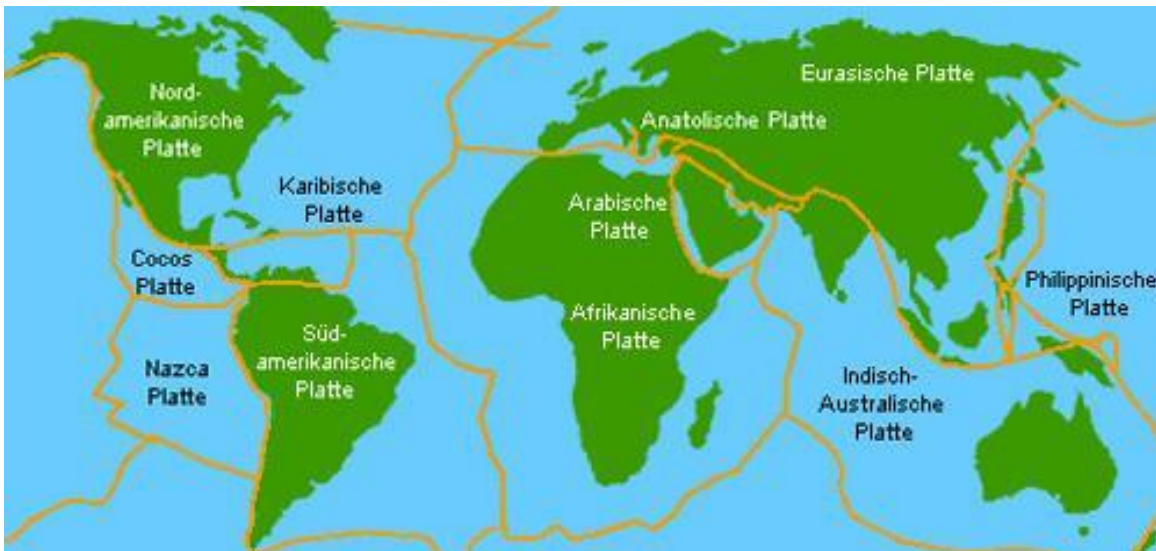 Nord-
amerikanische
Platte
Karibische
Platte
Cocos
Platte
Nazca
Platte
Süd-
amerikanische
Platte
Eurasische Platte
Anatolische Platte
Arabische
Platte
Afrikanische
Platte
Indisch-
Australische
Platte
Philippinische
Platte